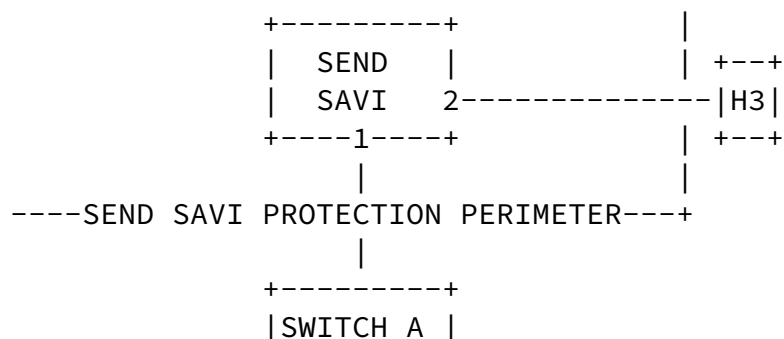 +---------+            |
|  SEND   |            | +--+
|  SAVI   2--------------|H3|
+----1----+            | +--+
|                 |
----SEND SAVI PROTECTION PERIMETER---+
|
+---------+
|SWITCH A |